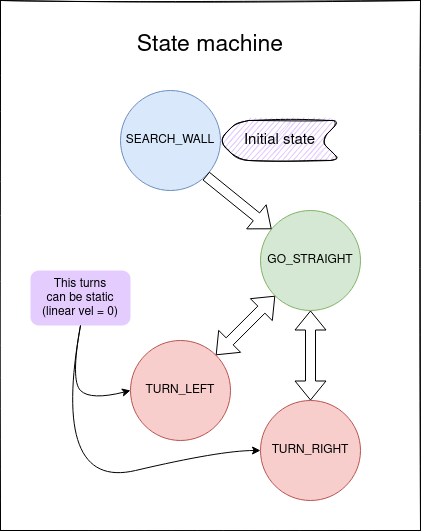 State machine
SEARCH_WALL
Initial state
GO_STRAIGHT
This turns
can be static
(linear vel = 0)
TURN_LEFT
TURN_RIGHT